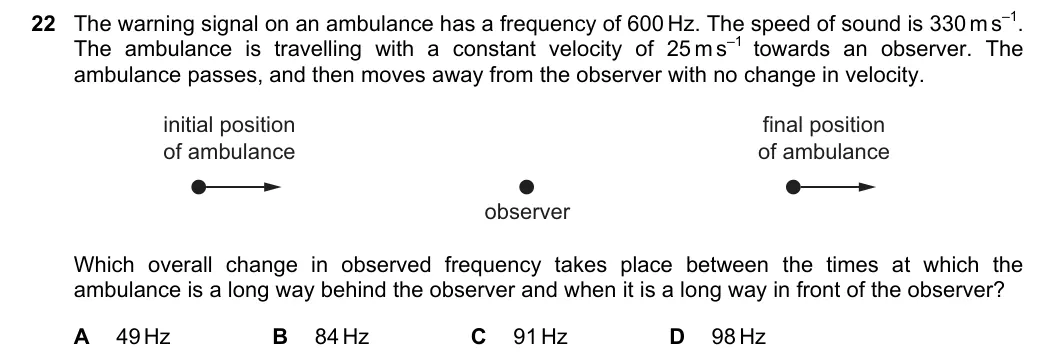 22 The warning signal on an ambulance has a frequency of 600 Hz. The speed of sound is 330 m s⁻¹.
The ambulance is travelling with a constant velocity of 25 m s⁻¹ towards an observer. The
ambulance passes, and then moves away from the observer with no change in velocity.
initial position
of ambulance
final position
of ambulance
observer
Which overall change in observed frequency takes place between the times at which the
ambulance is a long way behind the observer and when it is a long way in front of the observer?
A 49 Hz B 84 Hz C 91 Hz D 98 Hz